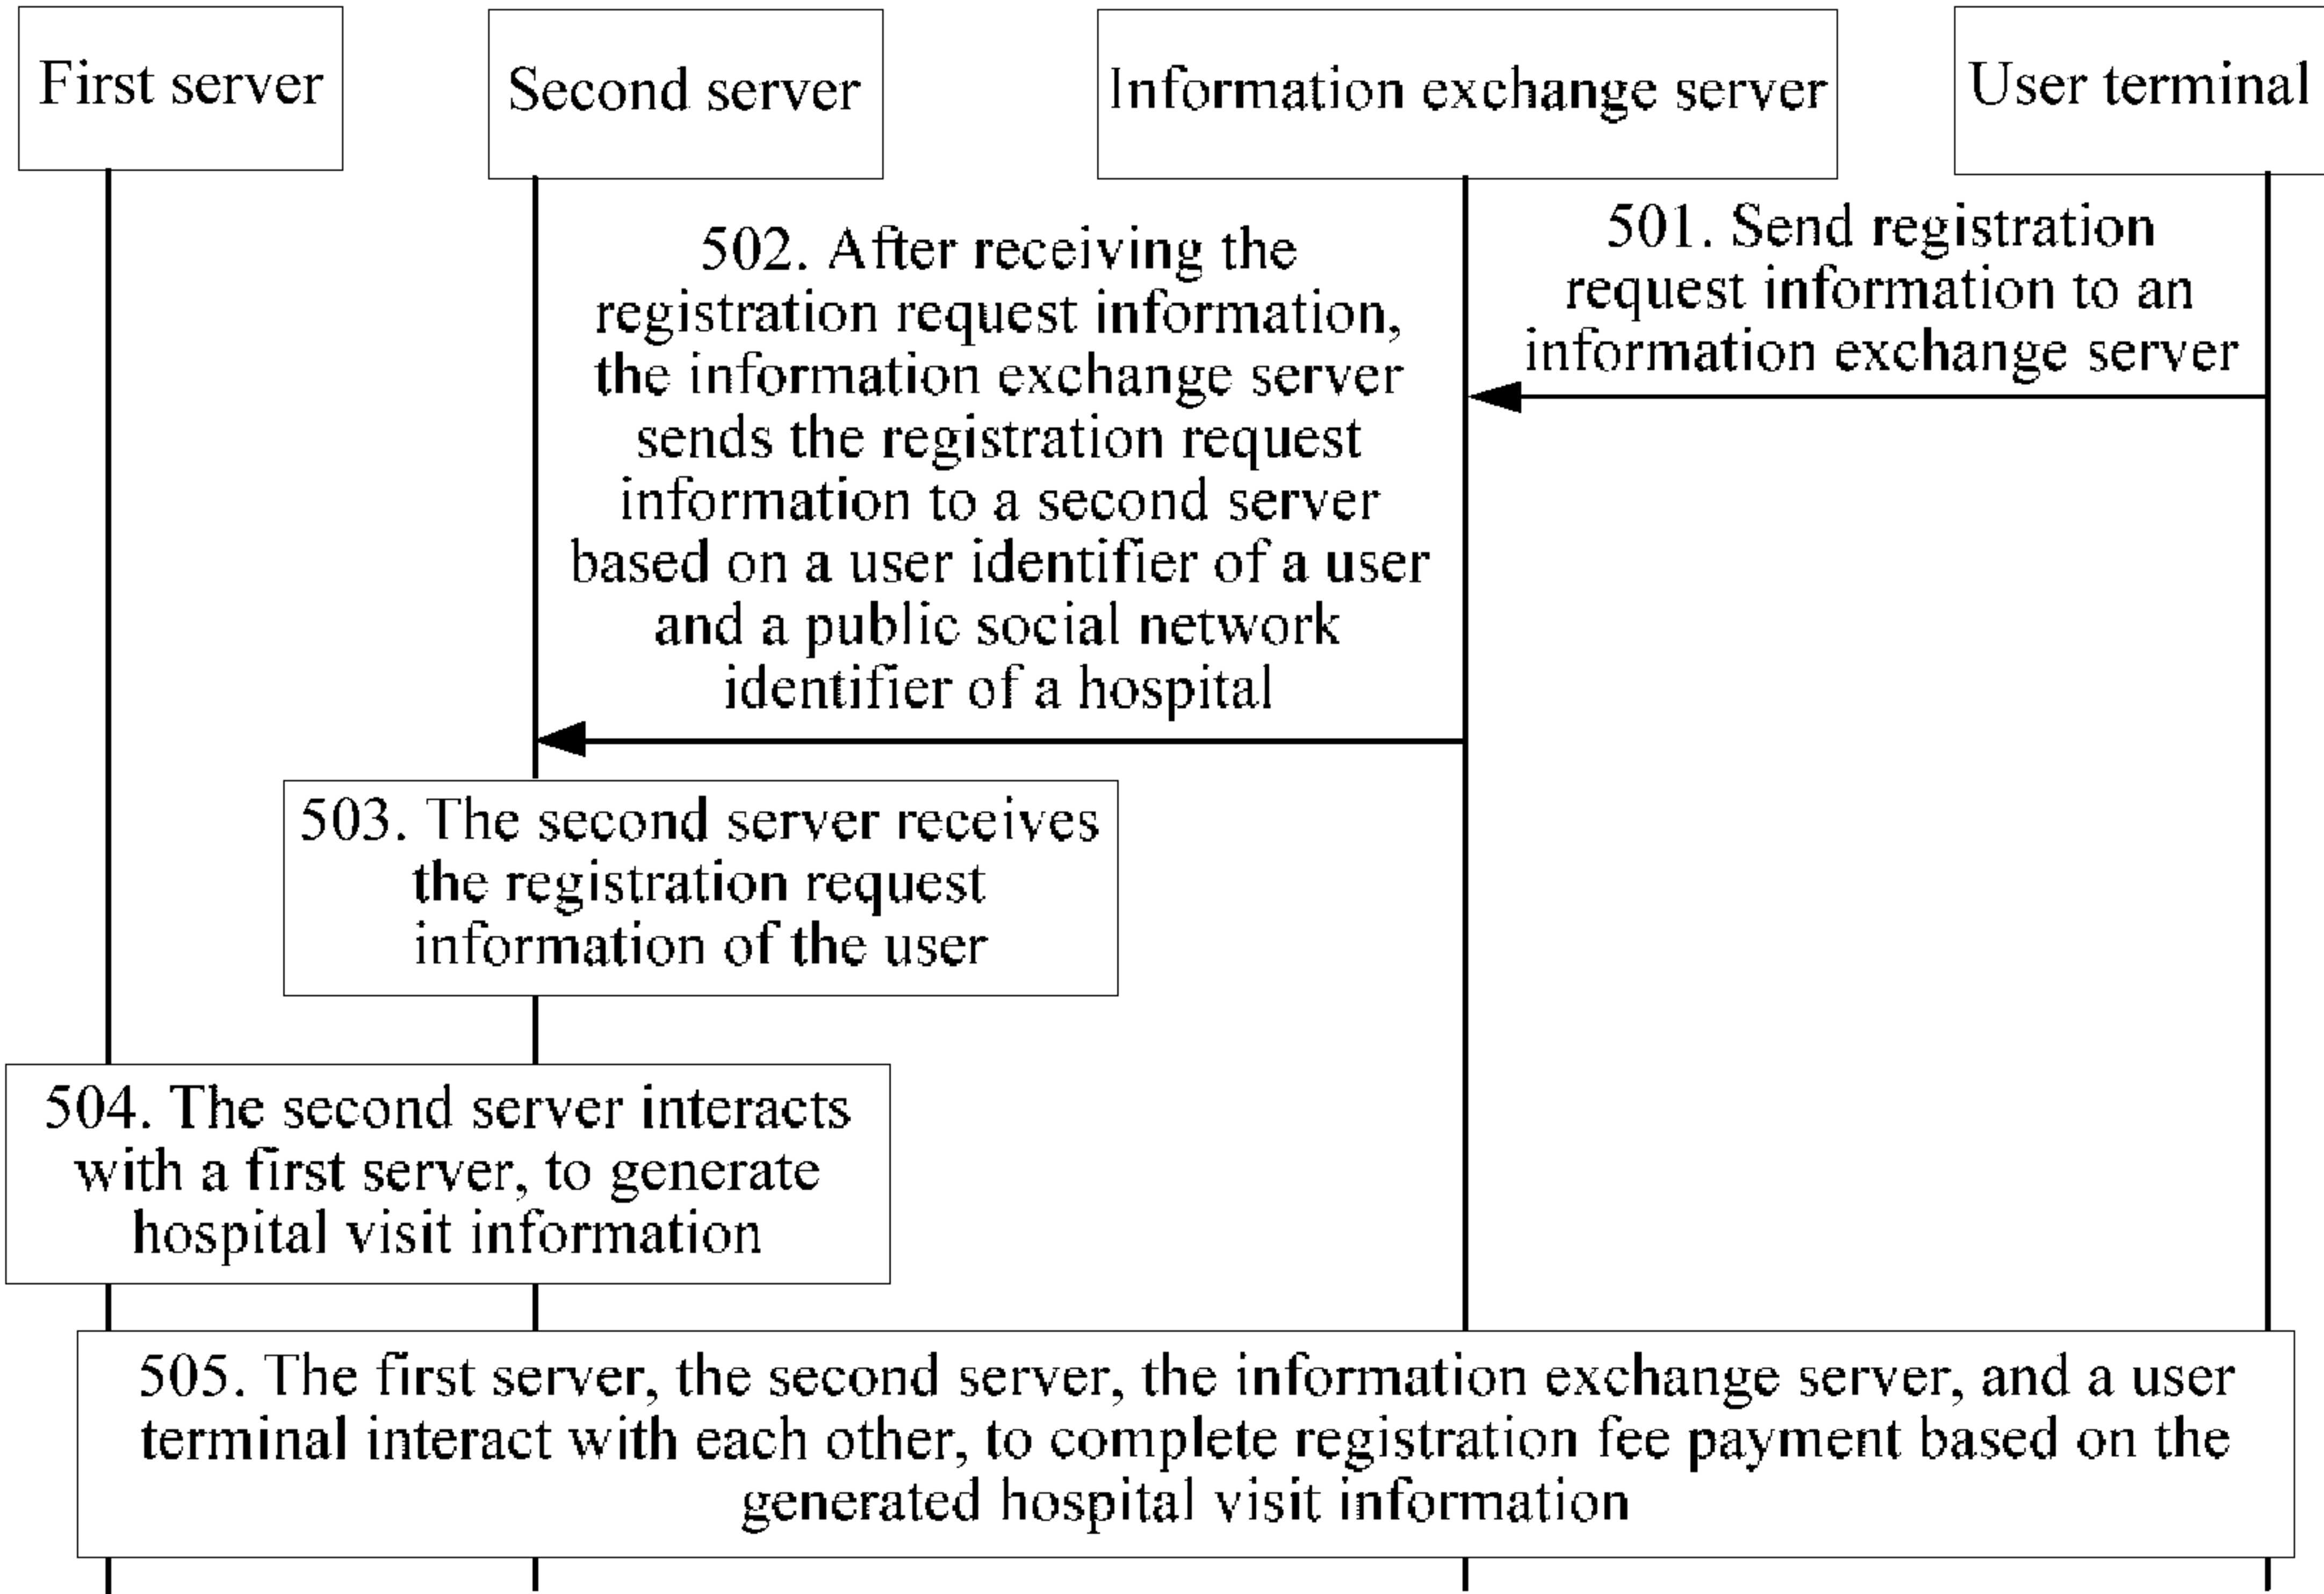 First server
Second server
Information exchange server
User terminal
501. Send registration
request information to an
information exchange server
502. After receiving the
registration request information,
the information exchange server
sends the registration request
information to a second server
based on a user identifier of a user
and a public social network
identifier of a hospital
503. The second server receives
the registration request
information of the user
504. The second server interacts
with a first server, to generate
hospital visit information
505. The first server, the second server, the information exchange server, and a user
terminal interact with each other, to complete registration fee payment based on the
generated hospital visit information